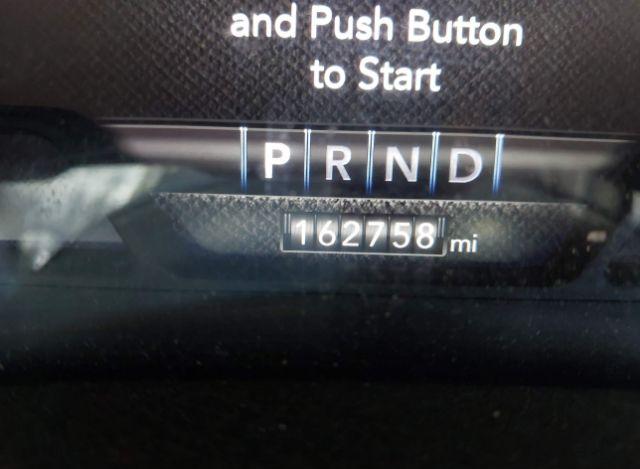 and Push Button
to Start
P R N D
162758 mi